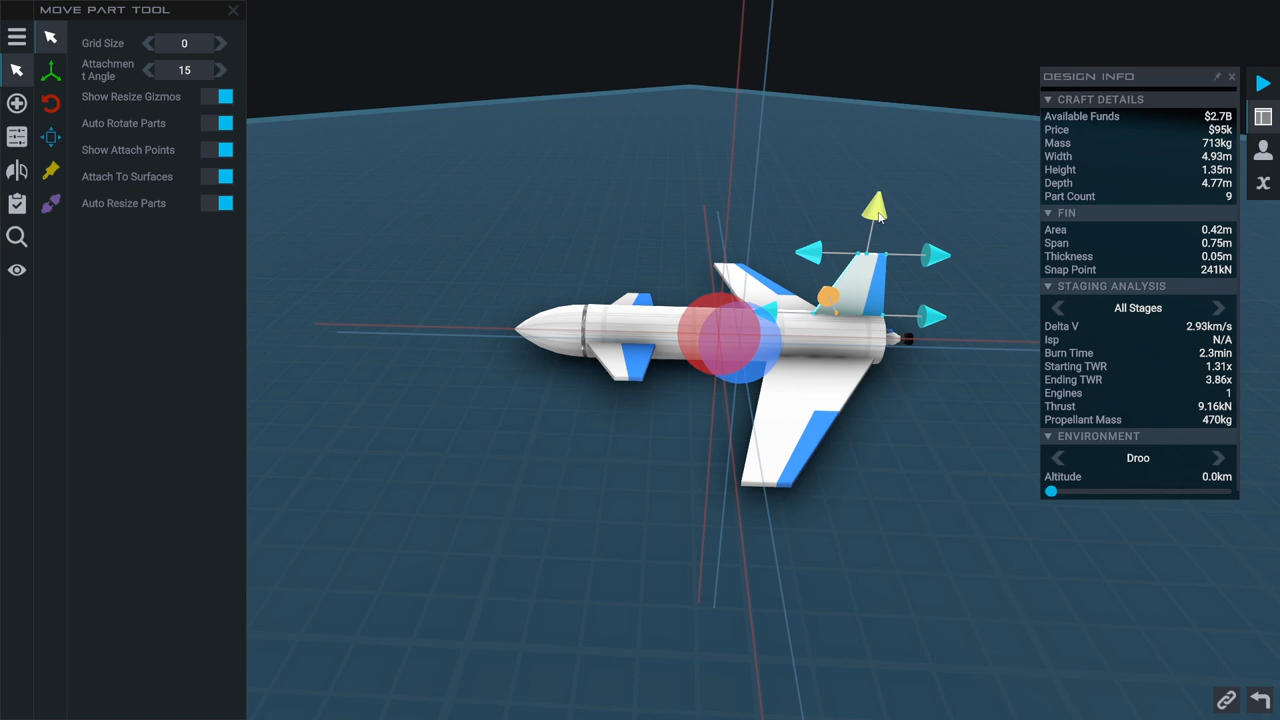 MOVE PART TOOL
Grid Size 0
Attachmen
t Angle 15
Show Resize Gizmos
Auto Rotate Parts
Show Attach Points
Attach To Surfaces
Auto Resize Parts
DESIGN INFO
CRAFT DETAILS
Available Funds $2.7B
Price $95k
Mass 713kg
Width 4.93m
Height 1.35m
Depth 4.77m
Part Count 9
FIN
Area 0.42m
Span 0.75m
Thickness 0.05m
Snap Point 241kN
STAGING ANALYSIS
All Stages
Delta V 2.93km/s
Isp N/A
Burn Time 2.3min
Starting TWR 1.31x
Ending TWR 3.86x
Engines 1
Thrust 9.16kN
Propellant Mass 470kg
ENVIRONMENT
Droo
Altitude 0.0km